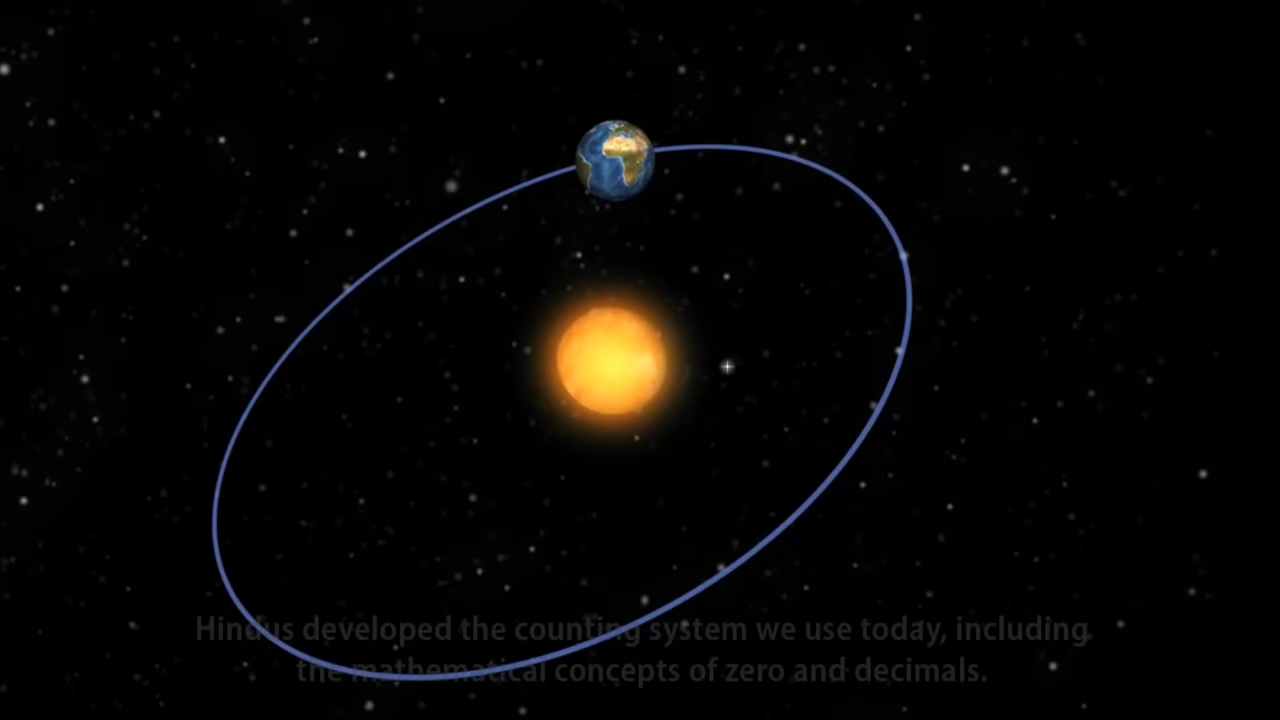 Hindus developed the counting system we use today, including
the mathematical concepts of zero and decimals.